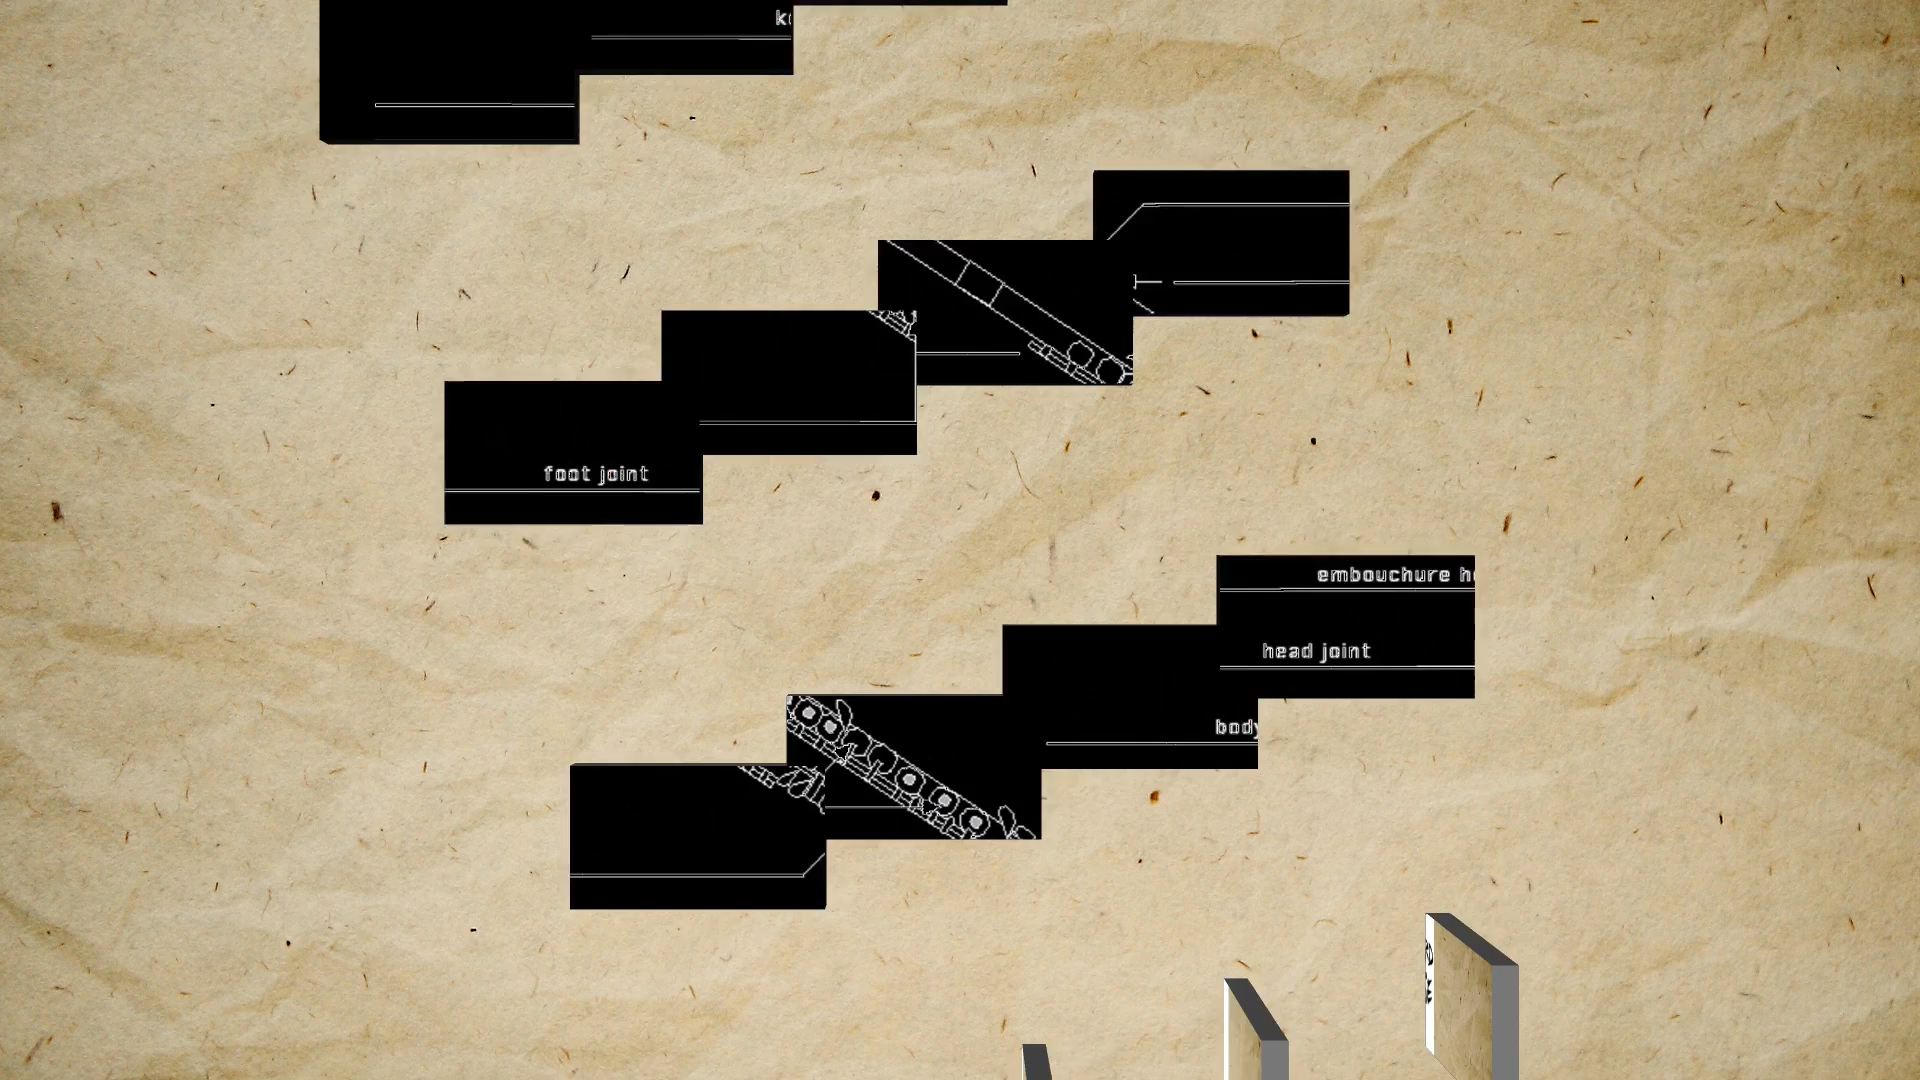 foot joint
embouchure
head joint
body